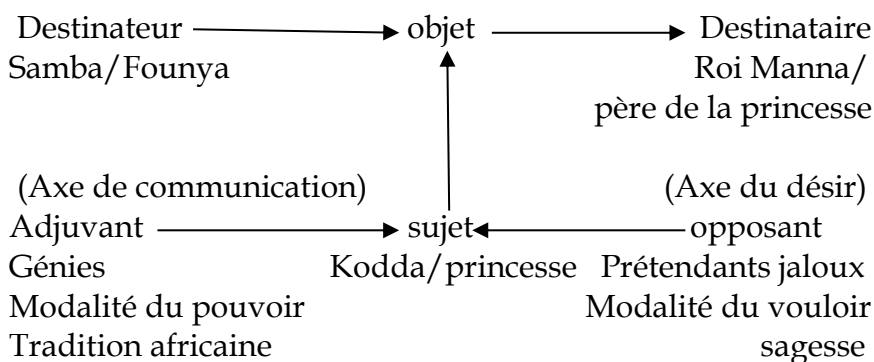 Destinateur objet Destinataire
Samba/Founya Roi Manna/
père de la princesse
(Axe de communication) (Axe du désir)
Adjuvant sujet opposant
Génies Kodda/princesse Prétendants jaloux
Modalité du pouvoir Modalité du vouloir
Tradition africaine sagesse